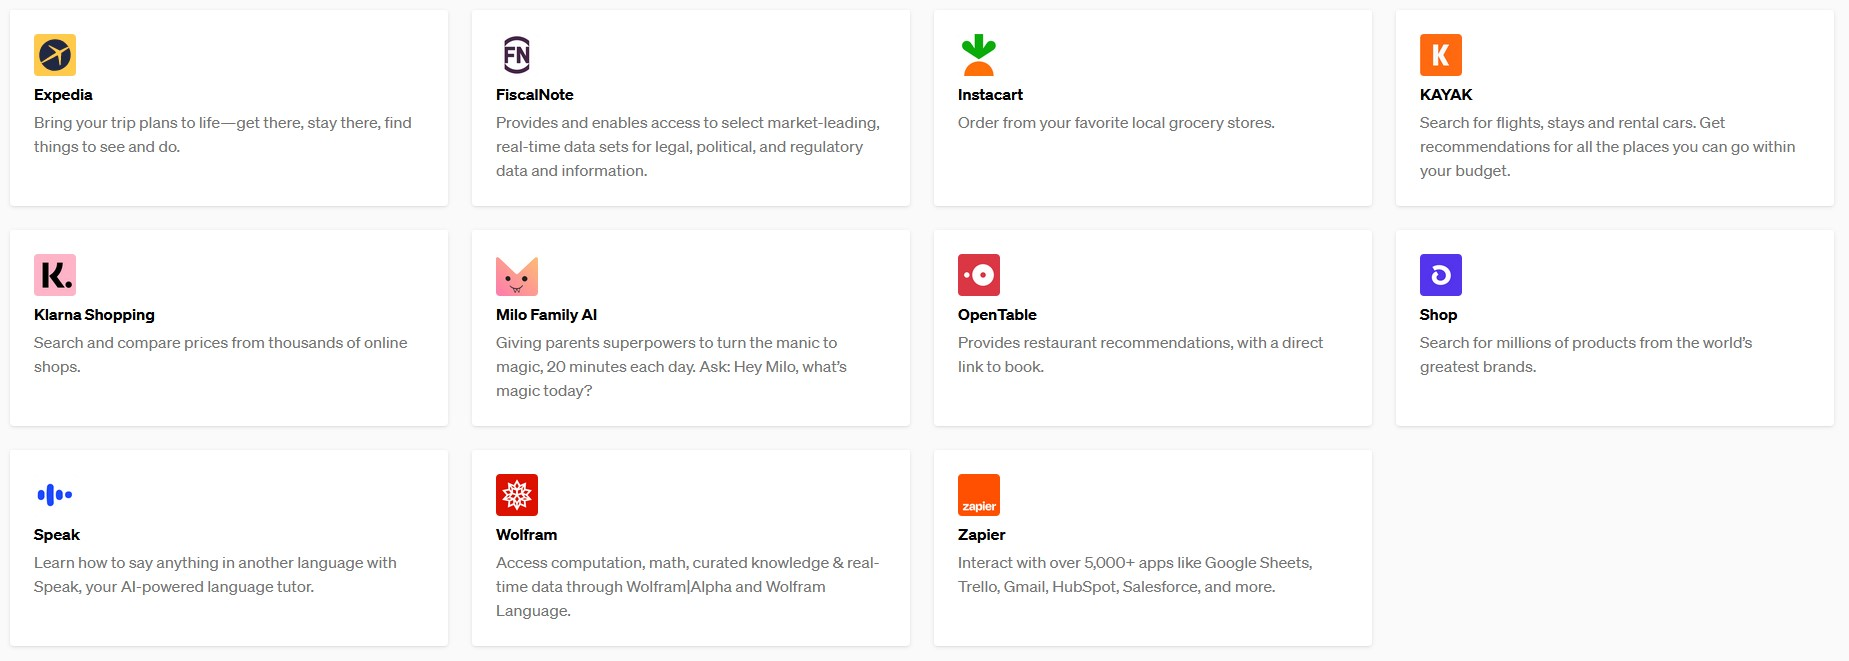 Expedia
Bring your trip plans to life—get there, stay there, find
things to see and do.
FN
FiscalNote
Provides and enables access to select market-leading,
real-time data sets for legal, political, and regulatory
data and information.
Instacart
Order from your favorite local grocery stores.
K
KAYAK
Search for flights, stays and rental cars. Get
recommendations for all the places you can go within
your budget.
K.
Klarna Shopping
Search and compare prices from thousands of online
shops.
Milo Family AI
Giving parents superpowers to turn the manic to
magic, 20 minutes each day. Ask: Hey Milo, what’s
magic today?
OpenTable
Provides restaurant recommendations, with a direct
link to book.
Shop
Search for millions of products from the world’s
greatest brands.
Speak
Learn how to say anything in another language with
Speak, your AI-powered language tutor.
Wolfram
Access computation, math, curated knowledge & real-
time data through Wolfram|Alpha and Wolfram
Language.
zapier
Zapier
Interact with over 5,000+ apps like Google Sheets,
Trello, Gmail, HubSpot, Salesforce, and more.